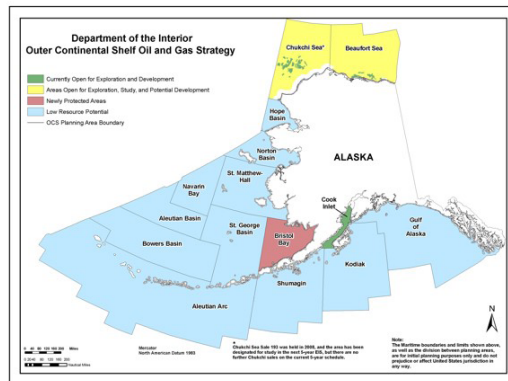 Department of the Interior
Outer Continental Shelf Oil and Gas Strategy
Currently Open for Exploration and Development
Areas Open for Exploration, Study, and Potential Development
Newly Protected Areas
Low Resource Potential
OCS Planning Area Boundary
Chukchi Sea*
Beaufort Sea
Hope
Basin
Norton
Basin
ALASKA
St. Matthew-
Hall
Navarin
Bay
Cook
Inlet
Aleutian Basin
St. George
Basin
Bristol
Bay
Gulf
of
Alaska
Bowers Basin
Kodiak
Shumagin
Aleutian Arc
N
Miles
Nautical Miles
Mercator
North American Datum 1983
*
Chukchi Sea Sale 193 was held in 2008, and the area has been
designated for study in the next 5-year EIS, but there are no
further Chukchi sales on the current 5-year schedule.
Note:
The Maritime boundaries and limits shown above,
as well as the division between planning areas,
are for initial planning purposes only and do not
prejudice or affect United States jurisdiction in
any way.